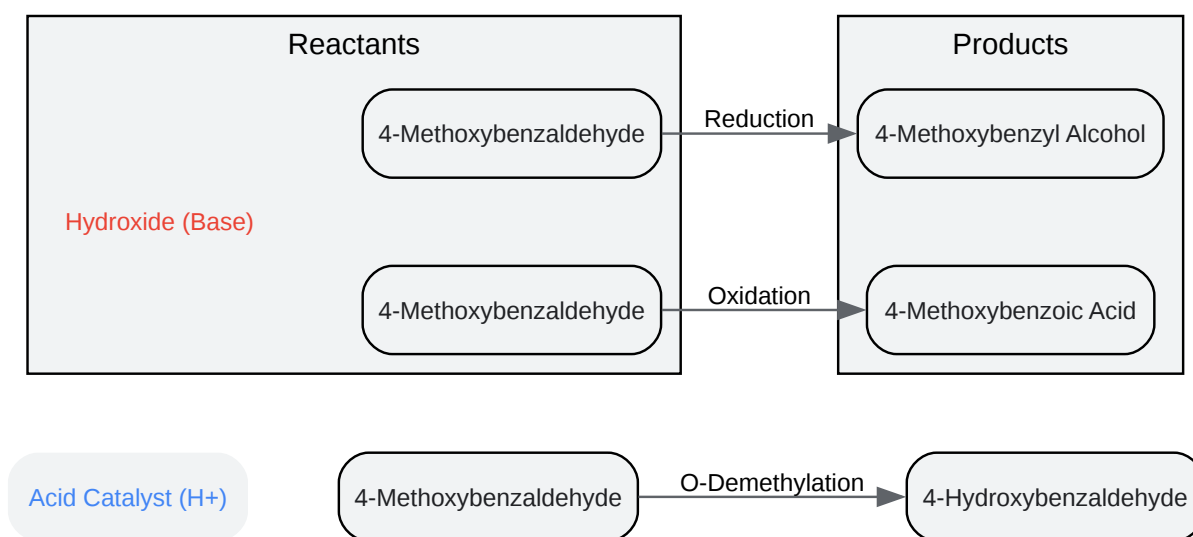 Reactants
Products
4-Methoxybenzaldehyde
Reduction
4-Methoxybenzyl Alcohol
Hydroxide (Base)
4-Methoxybenzaldehyde
Oxidation
4-Methoxybenzoic Acid
Acid Catalyst (H+)
4-Methoxybenzaldehyde
O-Demethylation
4-Hydroxybenzaldehyde